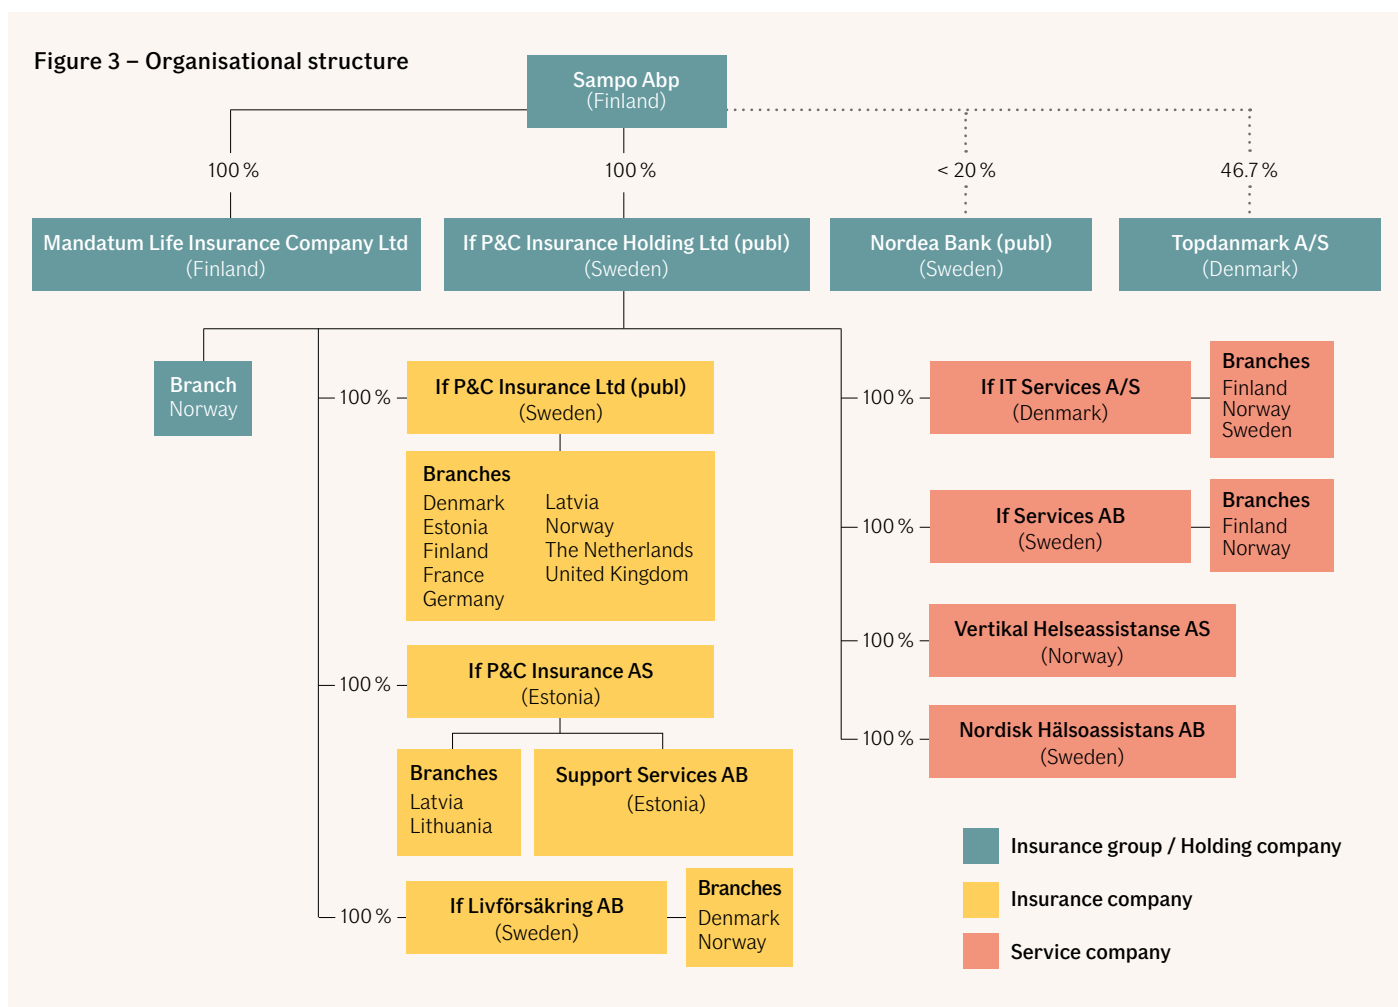 Figure 3 – Organisational structure
Sampo Abp
(Finland)
100 %
100 %
< 20 %
46.7 %
Mandatum Life Insurance Company Ltd
(Finland)
If P&C Insurance Holding Ltd (publ)
(Sweden)
Nordea Bank (publ)
(Sweden)
Topdanmark A/S
(Denmark)
Branch
Norway
100 %
If P&C Insurance Ltd (publ)
(Sweden)
Branches
Denmark
Estonia
Finland
France
Germany
Latvia
Norway
The Netherlands
United Kingdom
100 %
If P&C Insurance AS
(Estonia)
Branches
Latvia
Lithuania
Support Services AB
(Estonia)
100 %
If Livförsäkring AB
(Sweden)
Branches
Denmark
Norway
100 %
If IT Services A/S
(Denmark)
Branches
Finland
Norway
Sweden
100 %
If Services AB
(Sweden)
Branches
Finland
Norway
100 %
Vertikal Helseassistanse AS
(Norway)
100 %
Nordisk Hälsoassistans AB
(Sweden)
Insurance group / Holding company
Insurance company
Service company